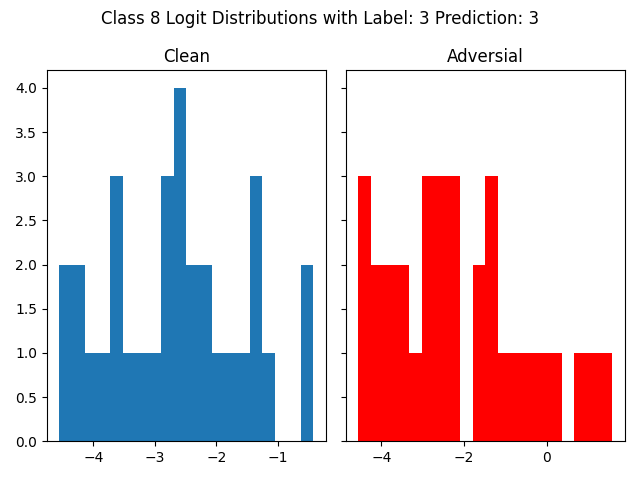 Class 8 Logit Distributions with Label: 3 Prediction: 3
Clean
Adversial
4.0
3.5
3.0
2.5
2.0
1.5
1.0
0.5
0.0
−4 −3 −2 −1
−4 −2 0